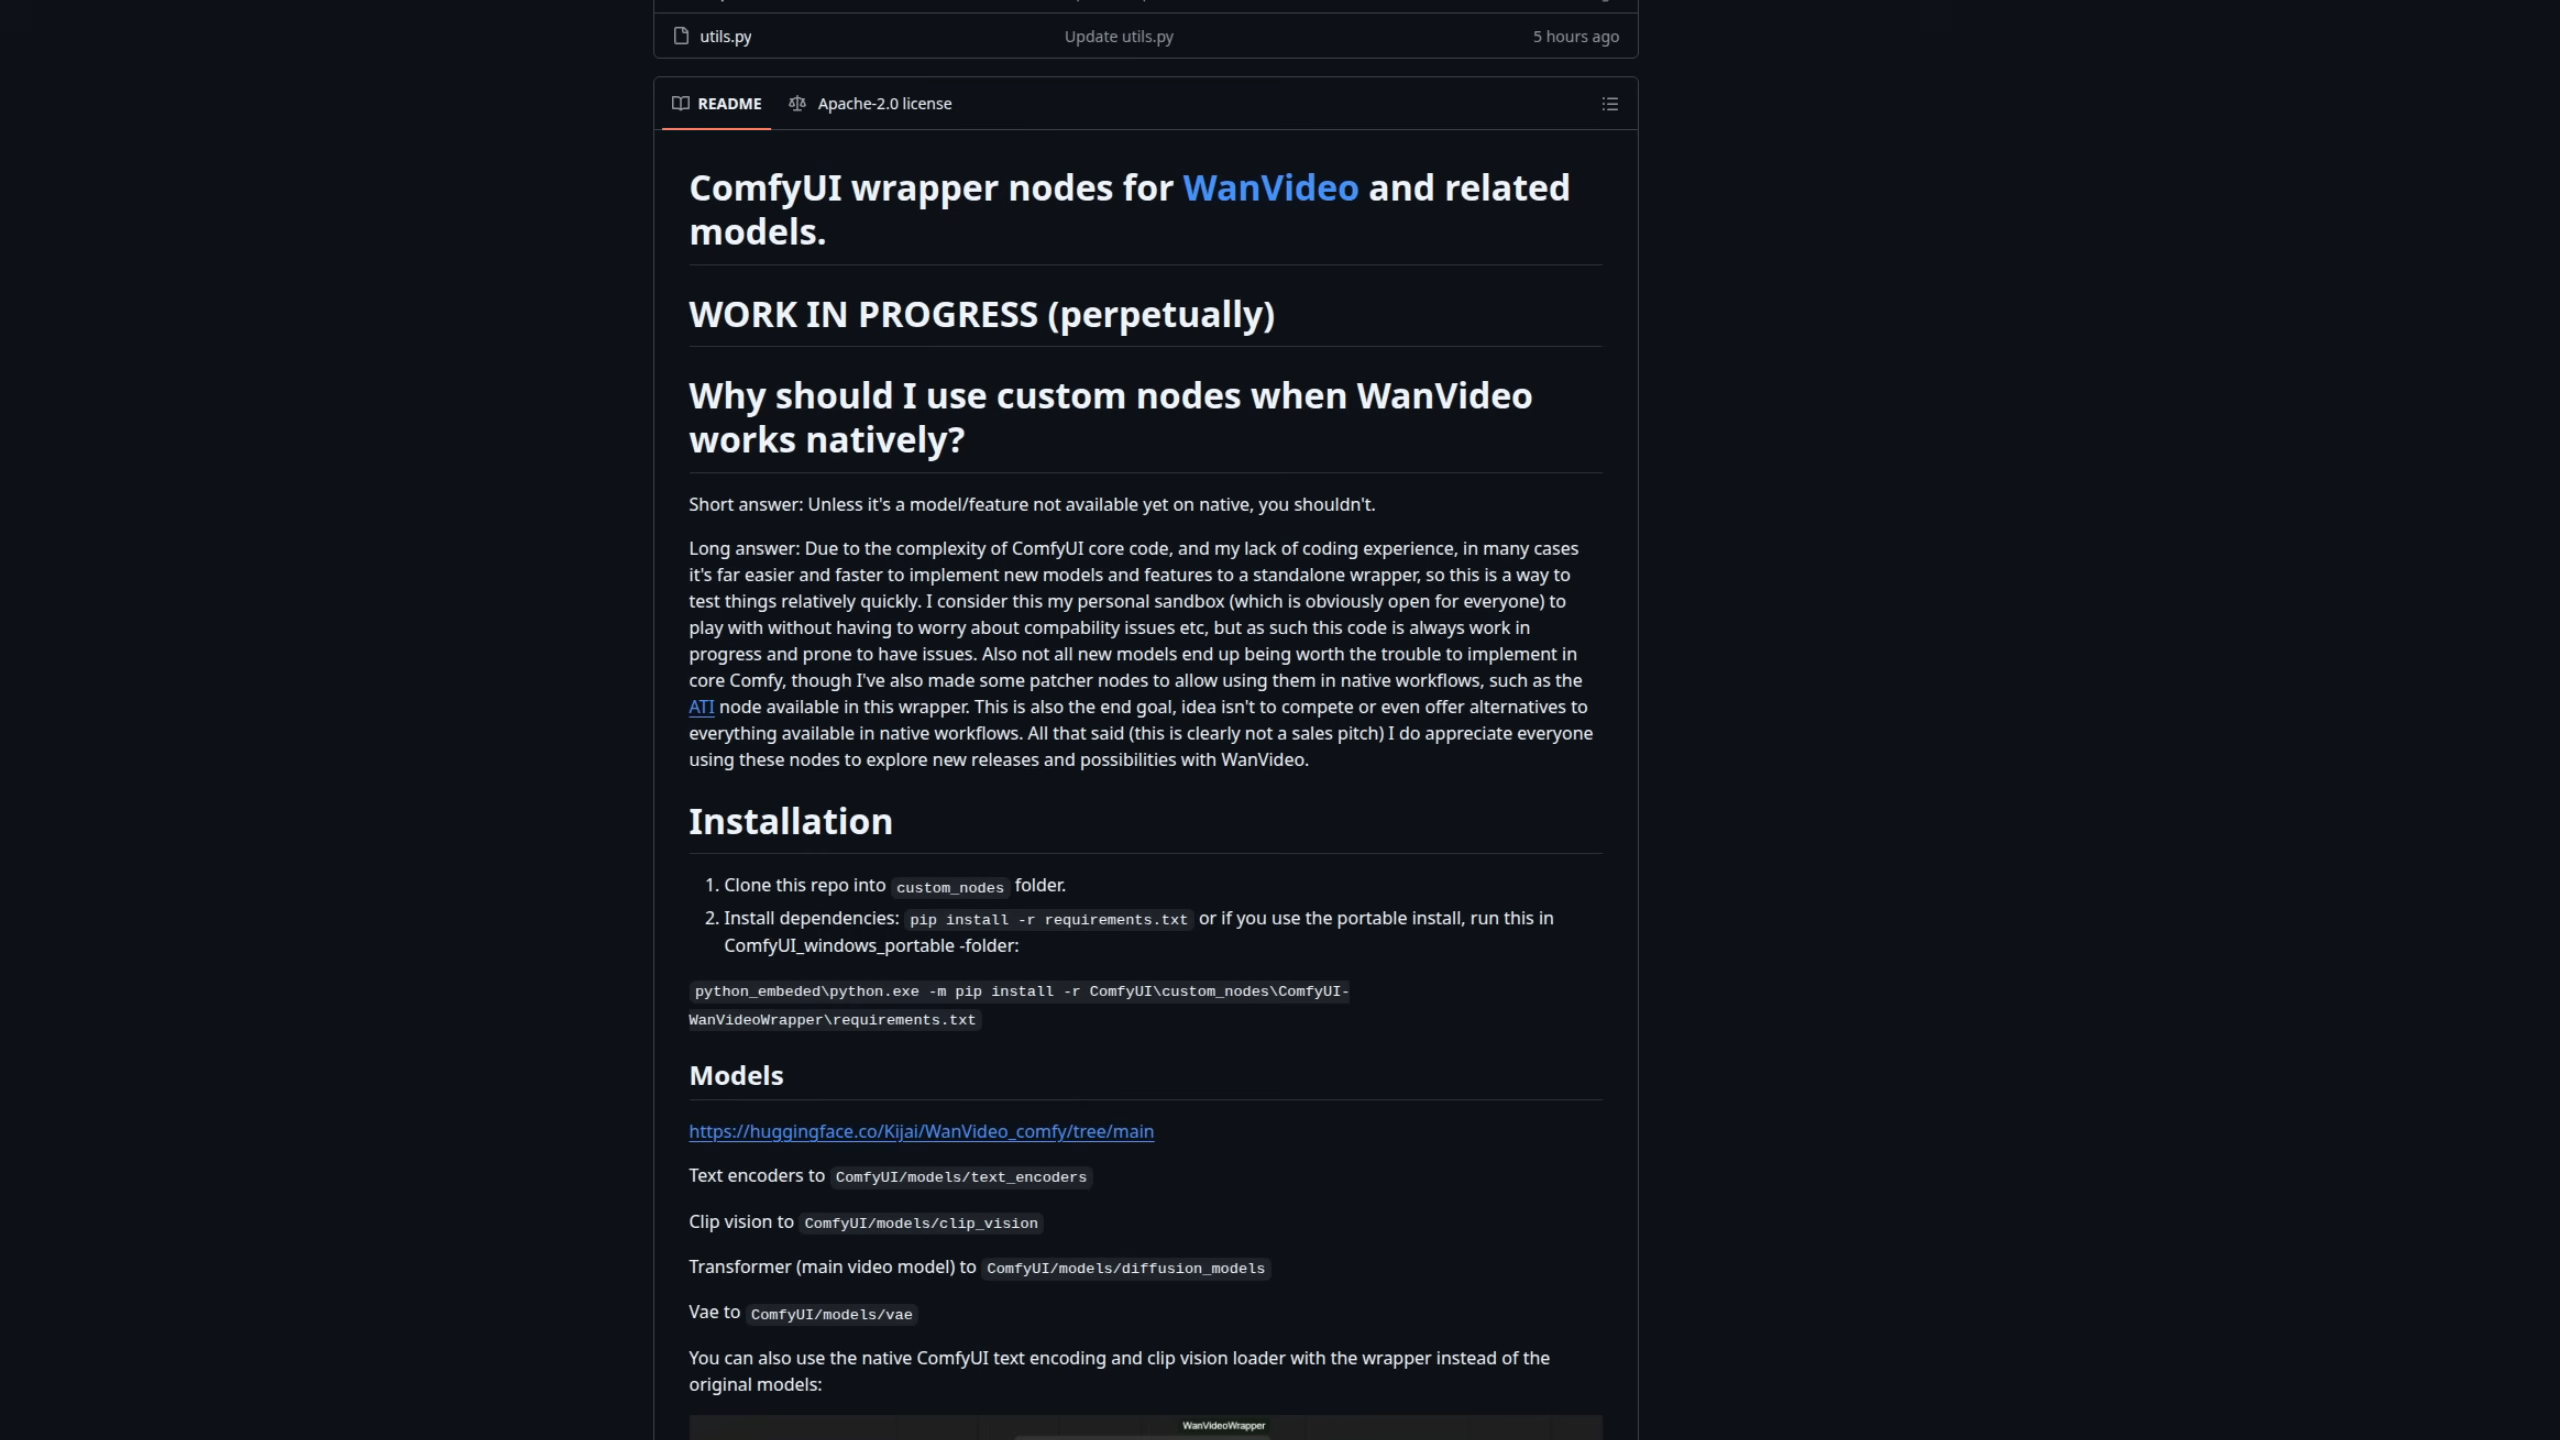 utils.py Update utils.py 5 hours ago
README Apache-2.0 license
ComfyUI wrapper nodes for WanVideo and related
models.
WORK IN PROGRESS (perpetually)
Why should I use custom nodes when WanVideo
works natively?
Short answer: Unless it's a model/feature not available yet on native, you shouldn't.
Long answer: Due to the complexity of ComfyUI core code, and my lack of coding experience, in many cases
it's far easier and faster to implement new models and features to a standalone wrapper, so this is a way to
test things relatively quickly. I consider this my personal sandbox (which is obviously open for everyone) to
play with without having to worry about compability issues etc, but as such this code is always work in
progress and prone to have issues. Also not all new models end up being worth the trouble to implement in
core Comfy, though I've also made some patcher nodes to allow using them in native workflows, such as the
ATI node available in this wrapper. This is also the end goal, idea isn't to compete or even offer alternatives to
everything available in native workflows. All that said (this is clearly not a sales pitch) I do appreciate everyone
using these nodes to explore new releases and possibilities with WanVideo.
Installation
1. Clone this repo into custom_nodes folder.
2. Install dependencies: pip install -r requirements.txt or if you use the portable install, run this in
ComfyUI_windows_portable -folder:
python_embeded\python.exe -m pip install -r ComfyUI\custom_nodes\ComfyUI-
WanVideoWrapper\requirements.txt
Models
https://huggingface.co/Kijai/WanVideo_comfy/tree/main
Text encoders to ComfyUI/models/text_encoders
Clip vision to ComfyUI/models/clip_vision
Transformer (main video model) to ComfyUI/models/diffusion_models
Vae to ComfyUI/models/vae
You can also use the native ComfyUI text encoding and clip vision loader with the wrapper instead of the
original models:
WanVideoWrapper